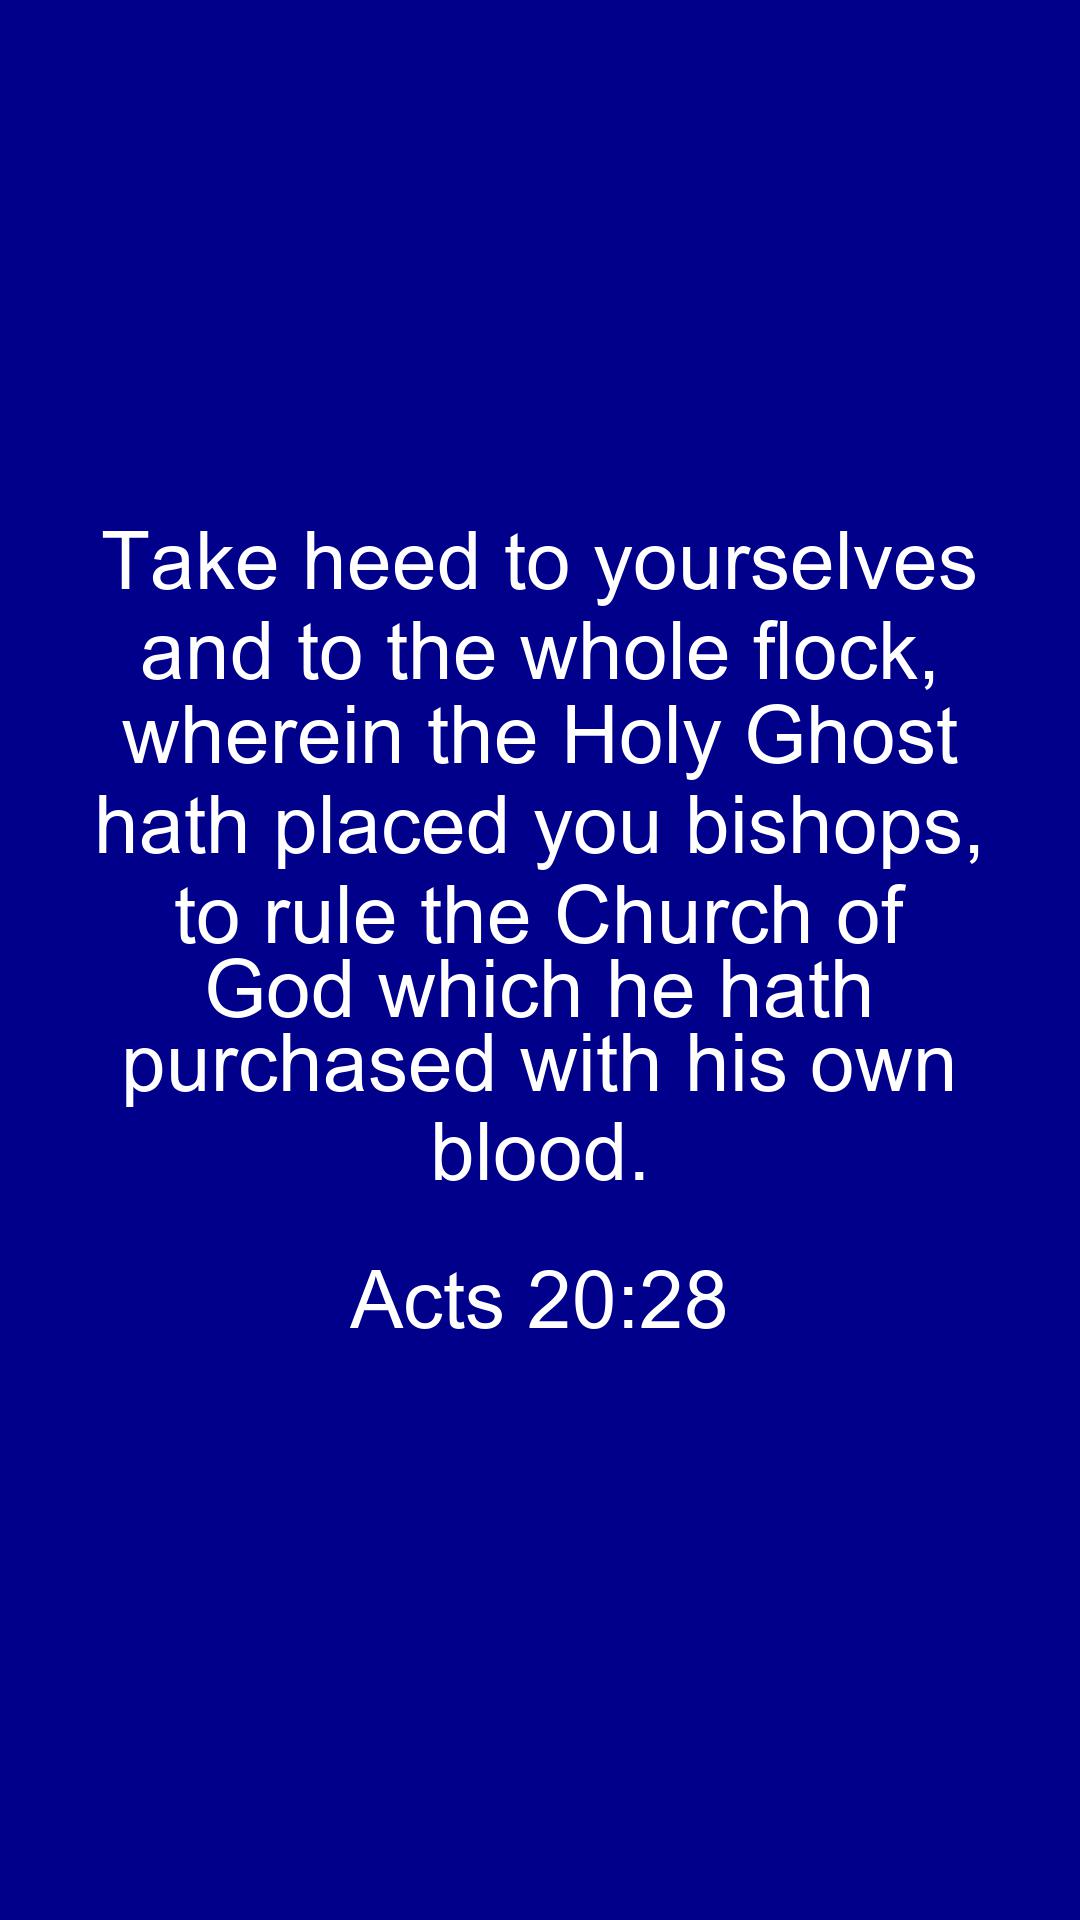 Take heed to yourselves
and to the whole flock,
wherein the Holy Ghost
hath placed you bishops,
to rule the Church of
God which he hath
purchased with his own
blood.
Acts 20:28